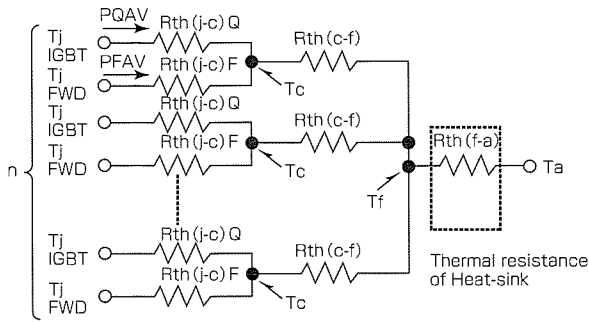 PQAV
Tj
IGBT
Rth(j-c)Q
Rth(c-f)
PFAV
Tj
FWD
Rth(j-c)F
Tc
Tj
IGBT
Rth(j-c)Q
Rth(c-f)
Tj
FWD
Rth(j-c)F
Tc
n
Rth(f-a)
Ta
Tf
Tj
IGBT
Rth(j-c)Q
Rth(c-f)
Tj
FWD
Rth(j-c)F
Tc
Thermal resistance
of Heat-sink